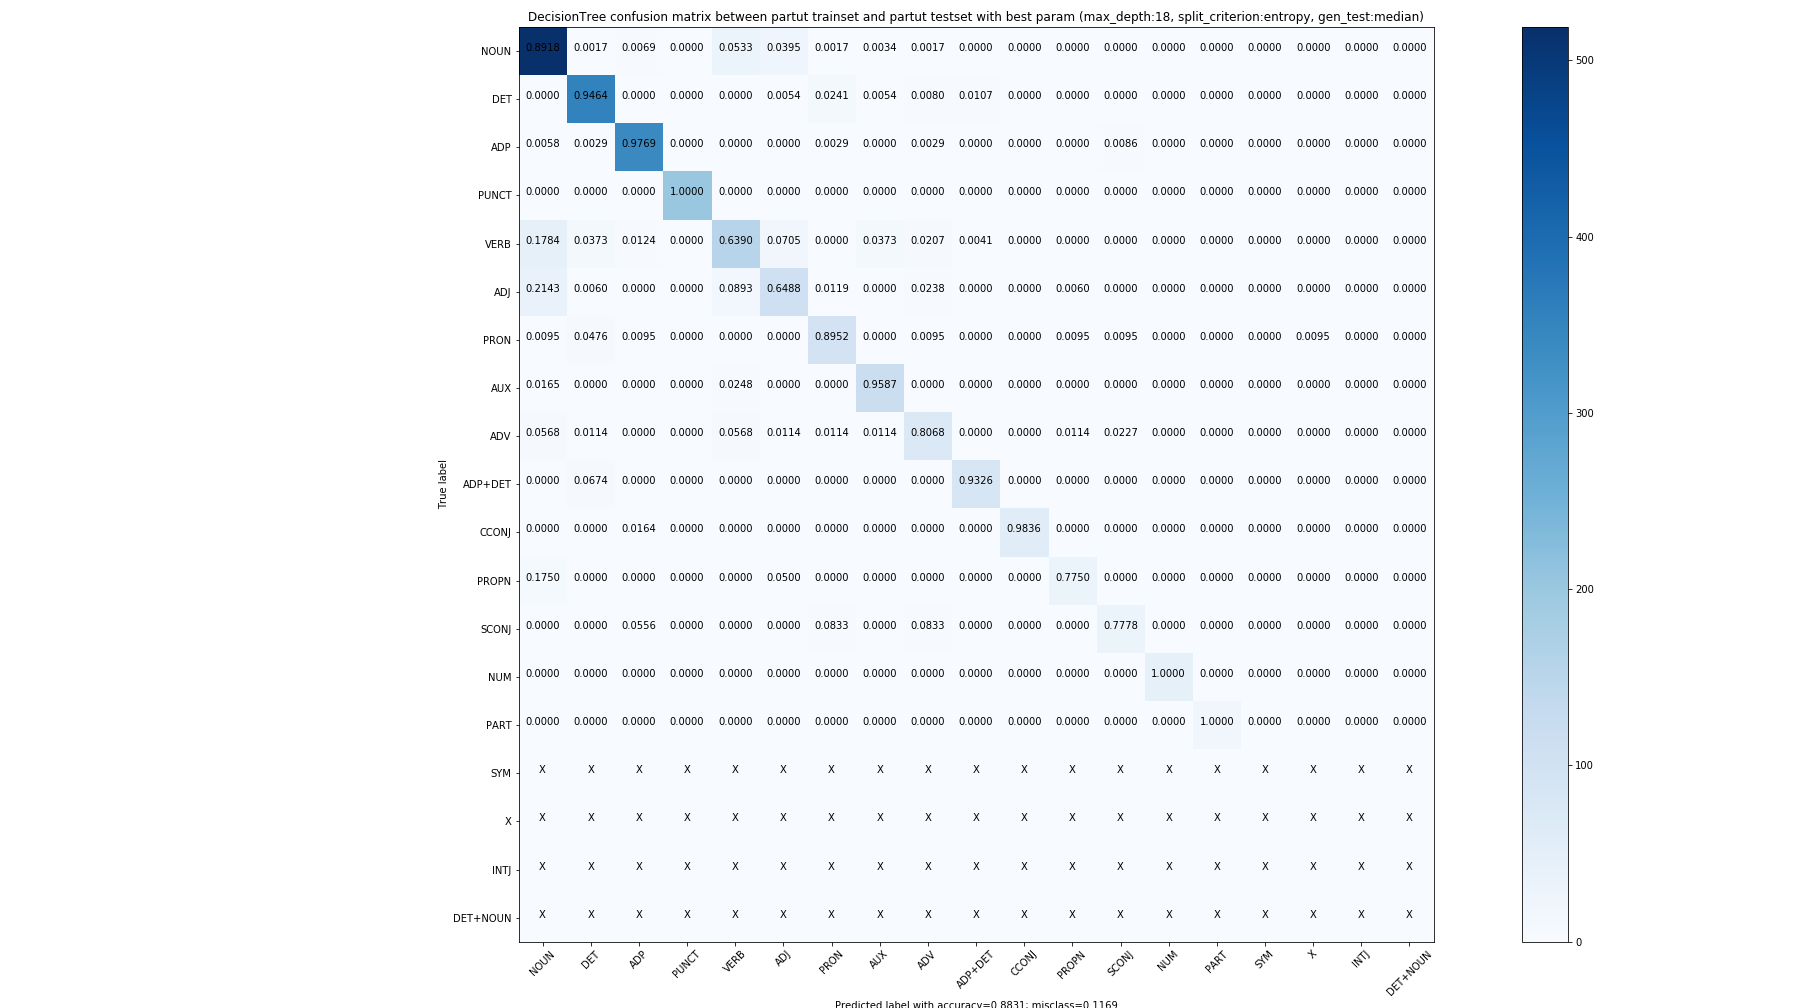 DecisionTree confusion matrix between partut trainset and partut testset with best param (max_depth:18, split_criterion:entropy, gen_test:median)
NOUN 0.8918 0.0017 0.0069 0.0000 0.0533 0.0395 0.0017 0.0034 0.0017 0.0000 0.0000 0.0000 0.0000 0.0000 0.0000 0.0000 0.0000 0.0000 0.0000
DET 0.0000 0.9464 0.0000 0.0000 0.0000 0.0054 0.0241 0.0054 0.0080 0.0107 0.0000 0.0000 0.0000 0.0000 0.0000 0.0000 0.0000 0.0000 0.0000
ADP 0.0058 0.0029 0.9769 0.0000 0.0000 0.0000 0.0029 0.0000 0.0029 0.0000 0.0000 0.0000 0.0086 0.0000 0.0000 0.0000 0.0000 0.0000 0.0000
PUNCT 0.0000 0.0000 0.0000 1.0000 0.0000 0.0000 0.0000 0.0000 0.0000 0.0000 0.0000 0.0000 0.0000 0.0000 0.0000 0.0000 0.0000 0.0000 0.0000
VERB 0.1784 0.0373 0.0124 0.0000 0.6390 0.0705 0.0000 0.0373 0.0207 0.0041 0.0000 0.0000 0.0000 0.0000 0.0000 0.0000 0.0000 0.0000 0.0000
ADJ 0.2143 0.0060 0.0000 0.0000 0.0893 0.6488 0.0119 0.0000 0.0238 0.0000 0.0000 0.0060 0.0000 0.0000 0.0000 0.0000 0.0000 0.0000 0.0000
PRON 0.0095 0.0476 0.0095 0.0000 0.0000 0.0000 0.8952 0.0000 0.0095 0.0000 0.0000 0.0095 0.0095 0.0000 0.0000 0.0000 0.0095 0.0000 0.0000
AUX 0.0165 0.0000 0.0000 0.0000 0.0248 0.0000 0.0000 0.9587 0.0000 0.0000 0.0000 0.0000 0.0000 0.0000 0.0000 0.0000 0.0000 0.0000 0.0000
ADV 0.0568 0.0114 0.0000 0.0000 0.0568 0.0114 0.0114 0.0114 0.8068 0.0000 0.0000 0.0114 0.0227 0.0000 0.0000 0.0000 0.0000 0.0000 0.0000
ADP+DET 0.0000 0.0674 0.0000 0.0000 0.0000 0.0000 0.0000 0.0000 0.0000 0.9326 0.0000 0.0000 0.0000 0.0000 0.0000 0.0000 0.0000 0.0000 0.0000
CCONJ 0.0000 0.0000 0.0164 0.0000 0.0000 0.0000 0.0000 0.0000 0.0000 0.0000 0.9836 0.0000 0.0000 0.0000 0.0000 0.0000 0.0000 0.0000 0.0000
PROPN 0.1750 0.0000 0.0000 0.0000 0.0000 0.0500 0.0000 0.0000 0.0000 0.0000 0.0000 0.7750 0.0000 0.0000 0.0000 0.0000 0.0000 0.0000 0.0000
SCONJ 0.0000 0.0000 0.0556 0.0000 0.0000 0.0000 0.0833 0.0000 0.0833 0.0000 0.0000 0.0000 0.7778 0.0000 0.0000 0.0000 0.0000 0.0000 0.0000
NUM 0.0000 0.0000 0.0000 0.0000 0.0000 0.0000 0.0000 0.0000 0.0000 0.0000 0.0000 0.0000 0.0000 1.0000 0.0000 0.0000 0.0000 0.0000 0.0000
PART 0.0000 0.0000 0.0000 0.0000 0.0000 0.0000 0.0000 0.0000 0.0000 0.0000 0.0000 0.0000 0.0000 0.0000 1.0000 0.0000 0.0000 0.0000 0.0000
SYM X X X X X X X X X X X X X X X X X X X
X X X X X X X X X X X X X X X X X X X X
INTJ X X X X X X X X X X X X X X X X X X X
DET+NOUN X X X X X X X X X X X X X X X X X X X
True label
NOUN DET ADP PUNCT VERB ADJ PRON AUX ADV ADP+DET CCONJ PROPN SCONJ NUM PART SYM X INTJ DET+NOUN
Predicted label with accuracy=0.8831; misclass=0.1169
500
400
300
200
100
0